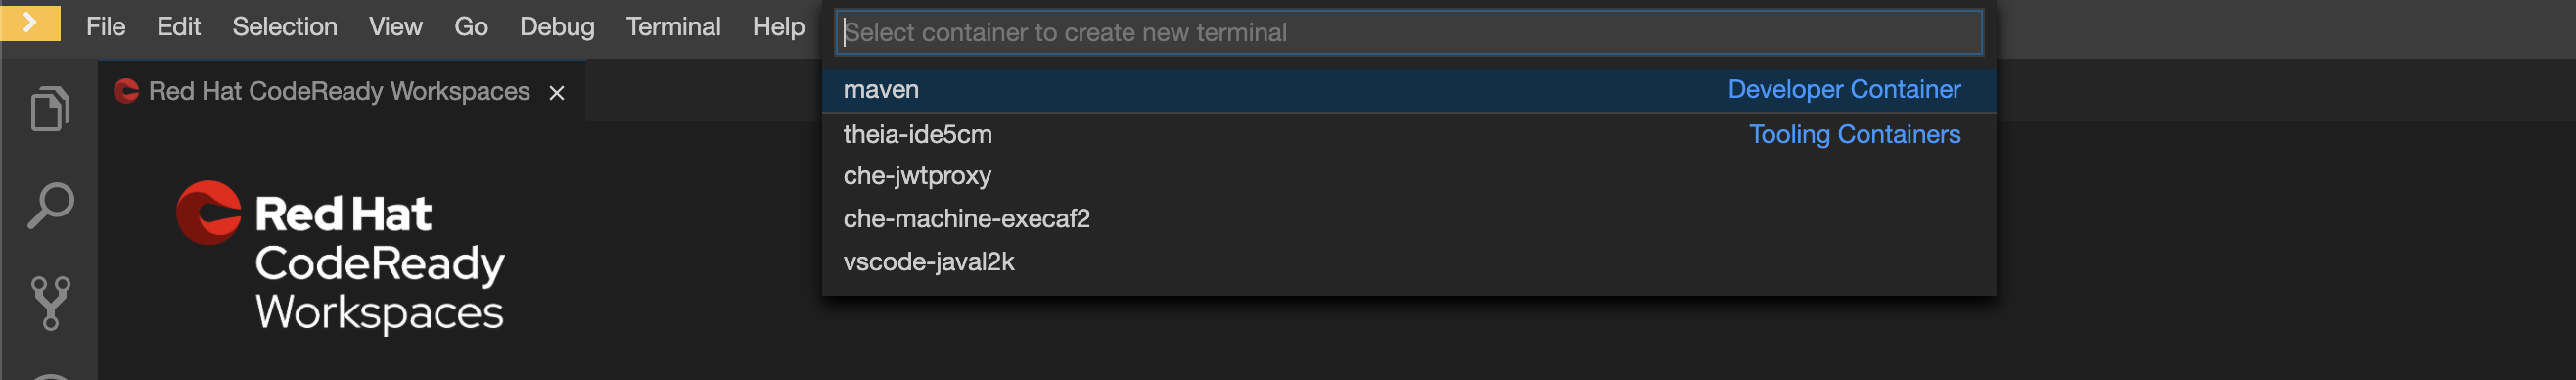 File Edit Selection View Go Debug Terminal Help
Select container to create new terminal
Red Hat CodeReady Workspaces
maven Developer Container
theia-ide5cm Tooling Containers
che-jwtproxy
che-machine-execaf2
vscode-javal2k
Red Hat
CodeReady
Workspaces